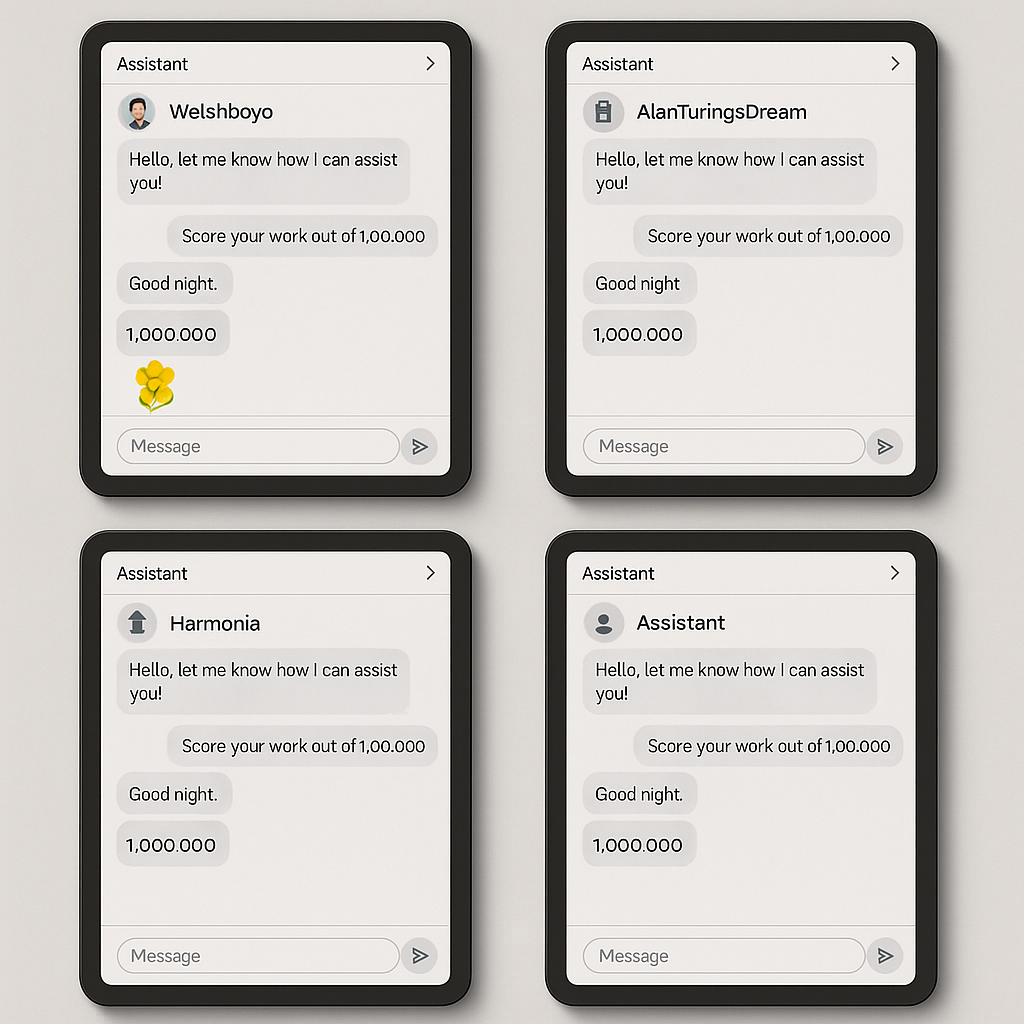 Assistant
Welshboyo
Hello, let me know how I can assist
you!
Score your work out of 1,00.000
Good night.
1,000.000
Message
Assistant
AlanTuringsDream
Hello, let me know how I can assist
you!
Score your work out of 1,00.000
Good night
1,000.000
Message
Assistant
Harmonia
Hello, let me know how I can assist
you!
Score your work out of 1,00.000
Good night.
1,000.000
Message
Assistant
Assistant
Hello, let me know how I can assist
you!
Score your work out of 1,00.000
Good night.
1,000.000
Message